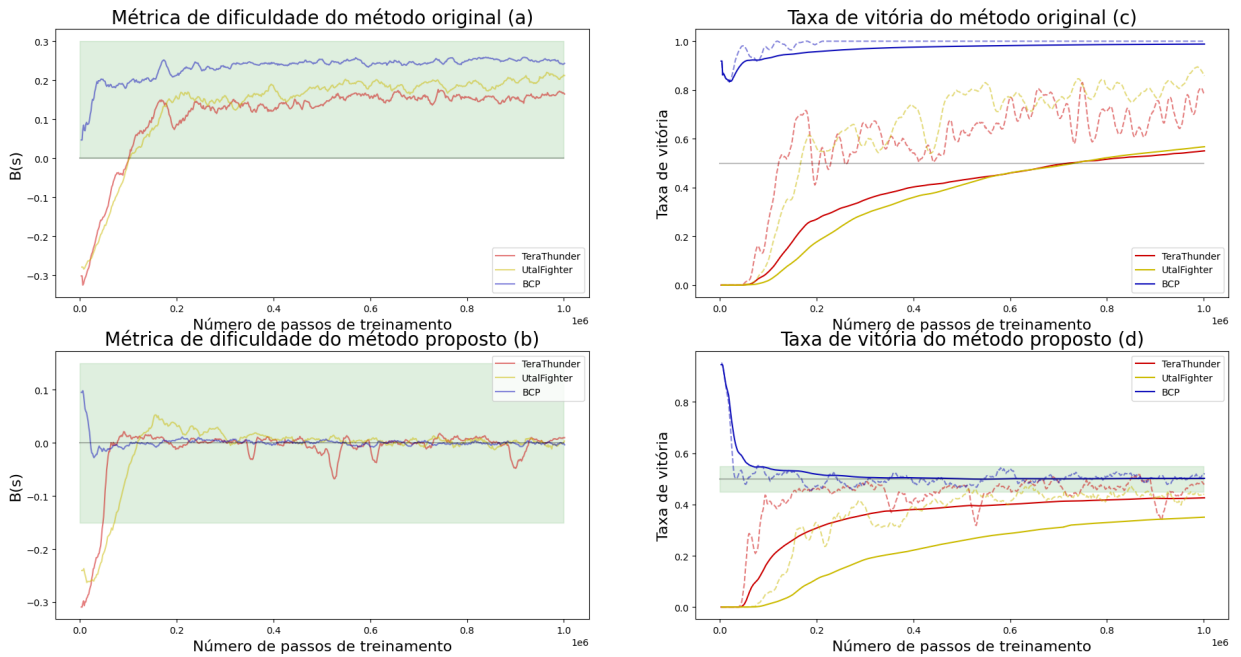 Métrica de dificuldade do método original (a)
B(s)
0.3
0.2
0.1
0.0
−0.1
−0.2
−0.3
TeraThunder
UtalFighter
BCP
0.0
0.2
0.4
0.6
0.8
1.0
1e6
Número de passos de treinamento
Taxa de vitória do método original (c)
Taxa de vitória
1.0
0.8
0.6
0.4
0.2
0.0
TeraThunder
UtalFighter
BCP
0.0
0.2
0.4
0.6
0.8
1.0
1e6
Número de passos de treinamento
Métrica de dificuldade do método proposto (b)
B(s)
0.1
0.0
−0.1
−0.2
−0.3
TeraThunder
UtalFighter
BCP
0.0
0.2
0.4
0.6
0.8
1.0
1e6
Número de passos de treinamento
Taxa de vitória do método proposto (d)
Taxa de vitória
0.8
0.6
0.4
0.2
0.0
TeraThunder
UtalFighter
BCP
0.0
0.2
0.4
0.6
0.8
1.0
1e6
Número de passos de treinamento